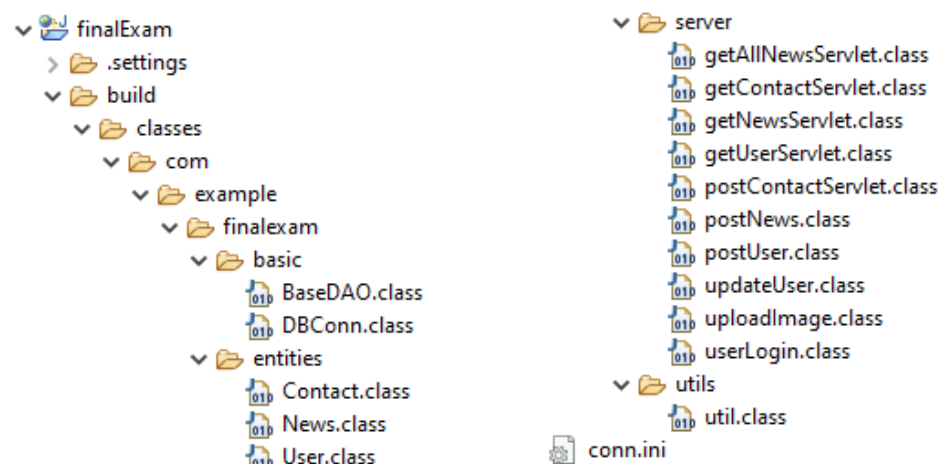 finalExam
.settings
build
classes
com
example
finalexam
basic
BaseDAO.class
DBConn.class
entities
Contact.class
News.class
User.class
server
getAllNewsServlet.class
getContactServlet.class
getNewsServlet.class
getUserServlet.class
postContactServlet.class
postNews.class
postUser.class
updateUser.class
uploadImage.class
userLogin.class
utils
util.class
conn.ini